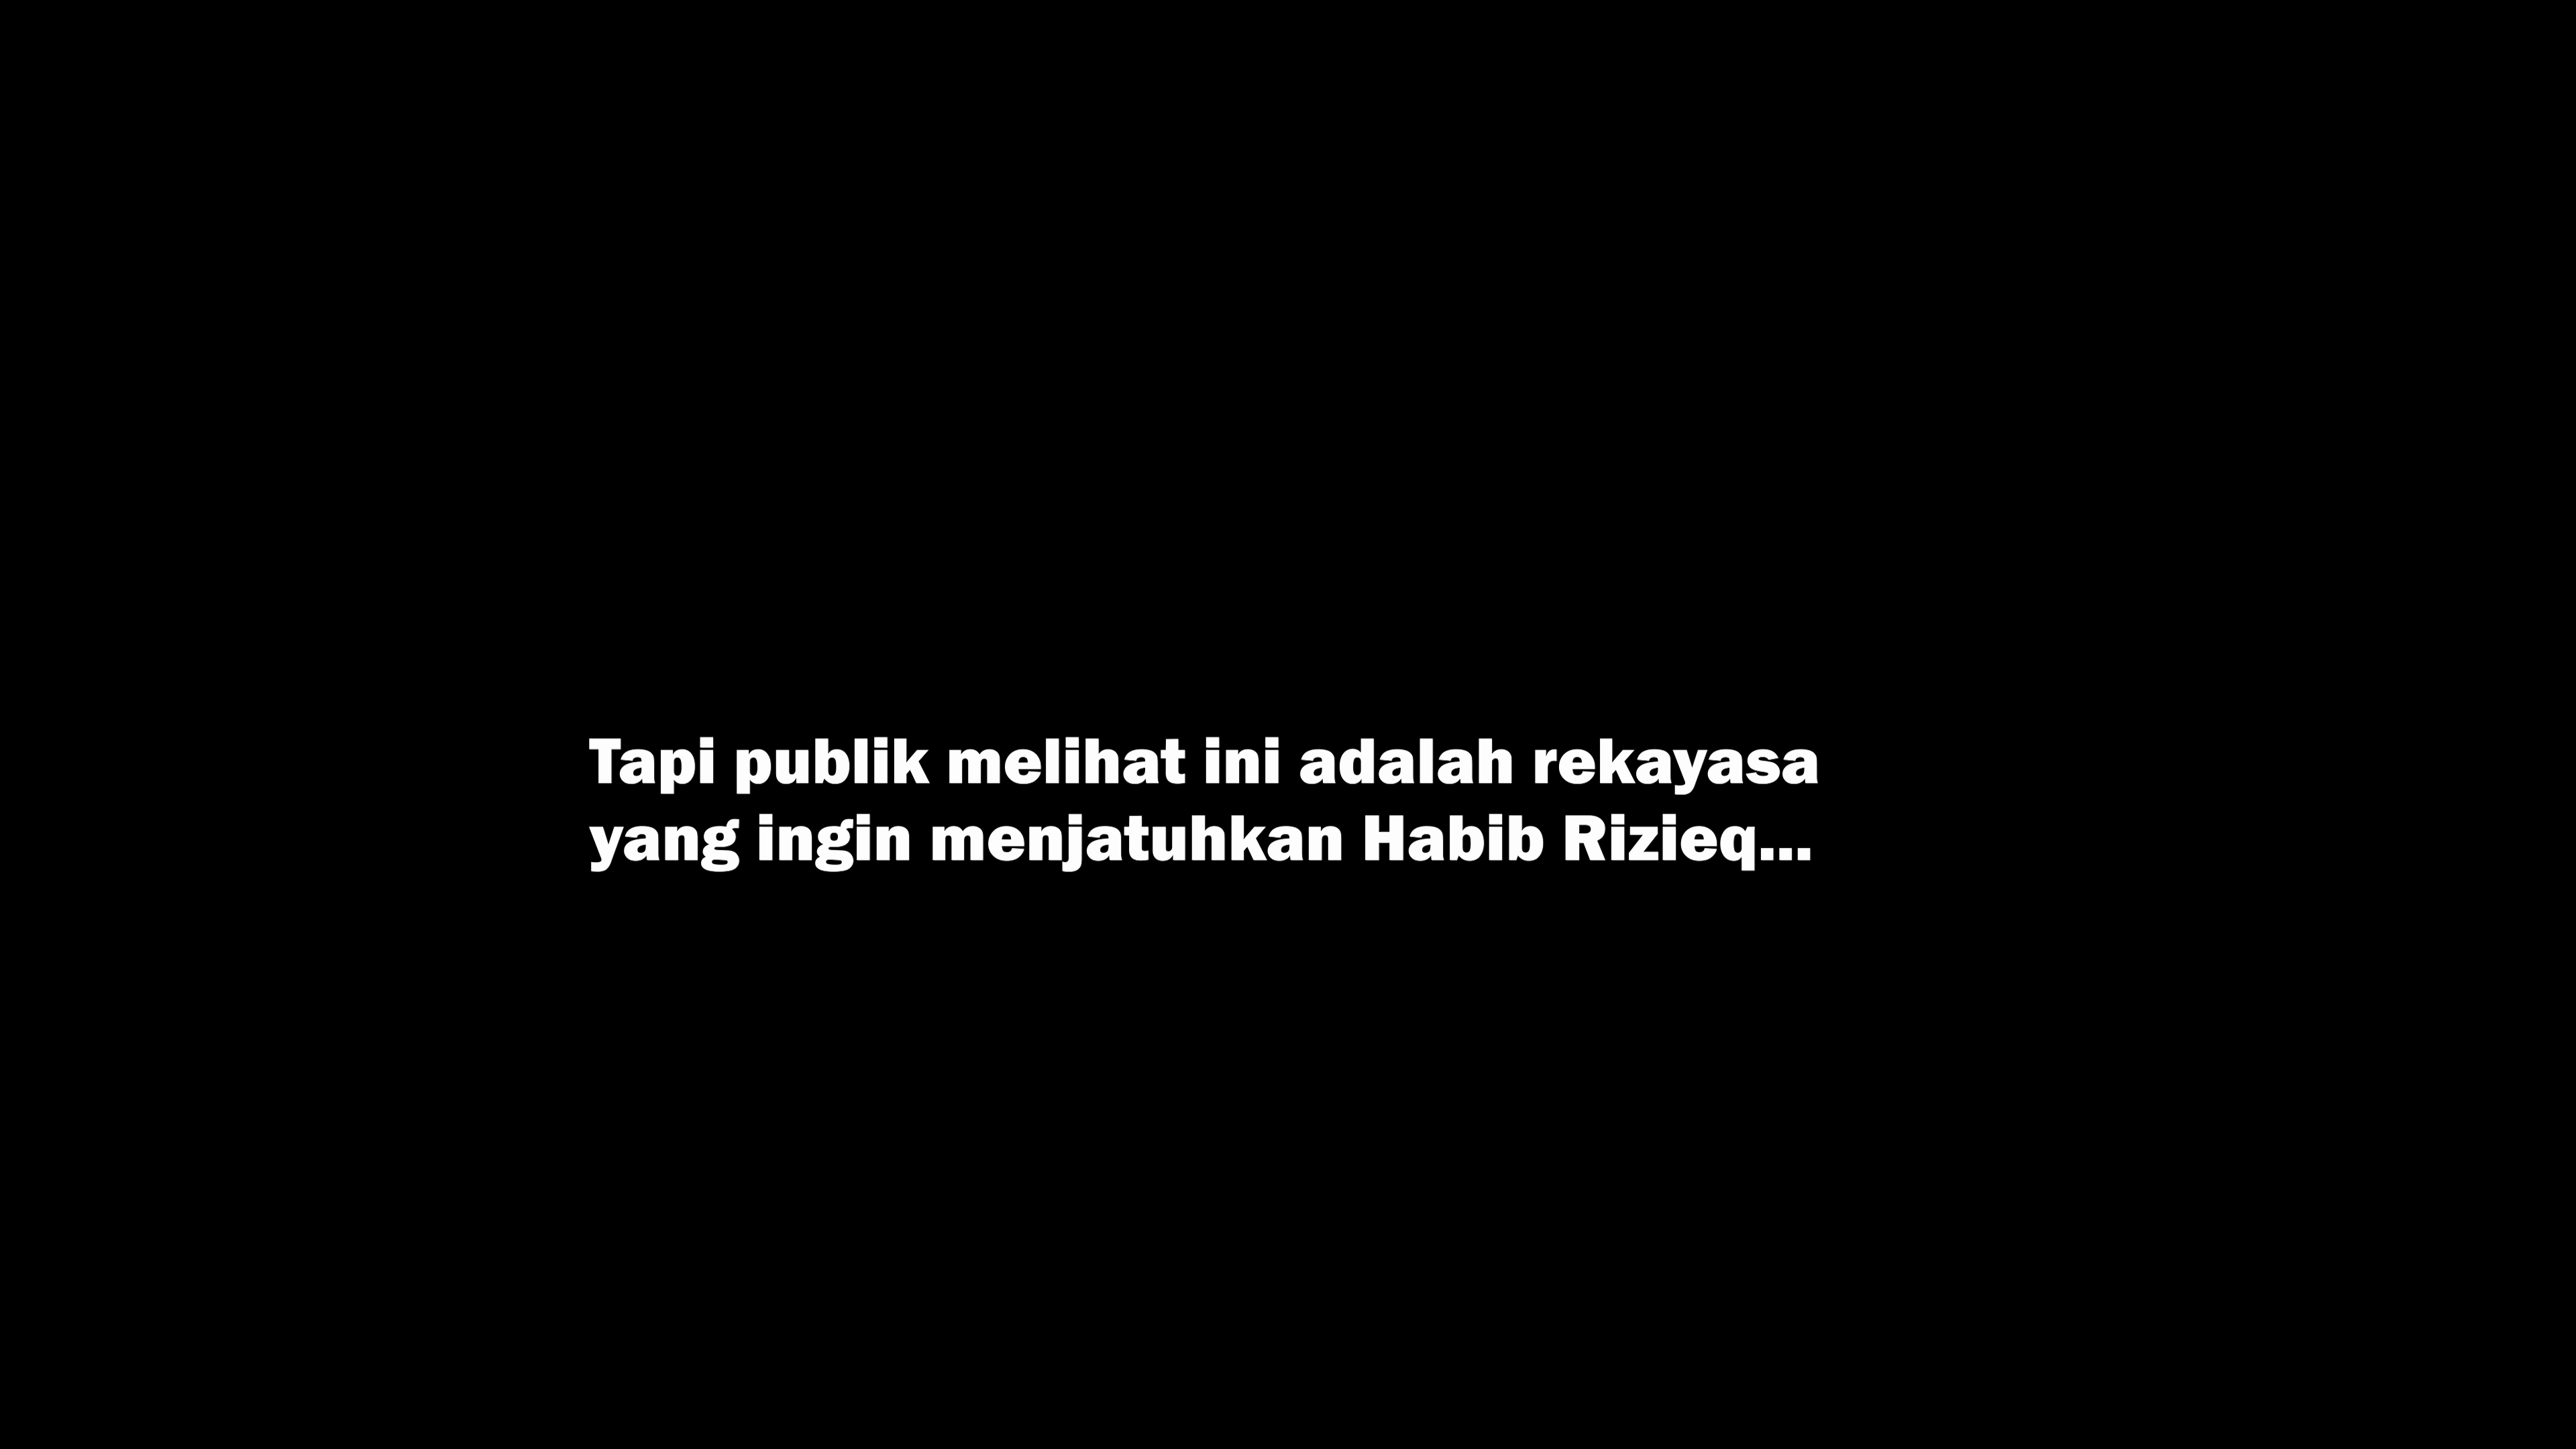 Tapi publik melihat ini adalah rekayasa
yang ingin menjatuhkan Habib Rizieq...